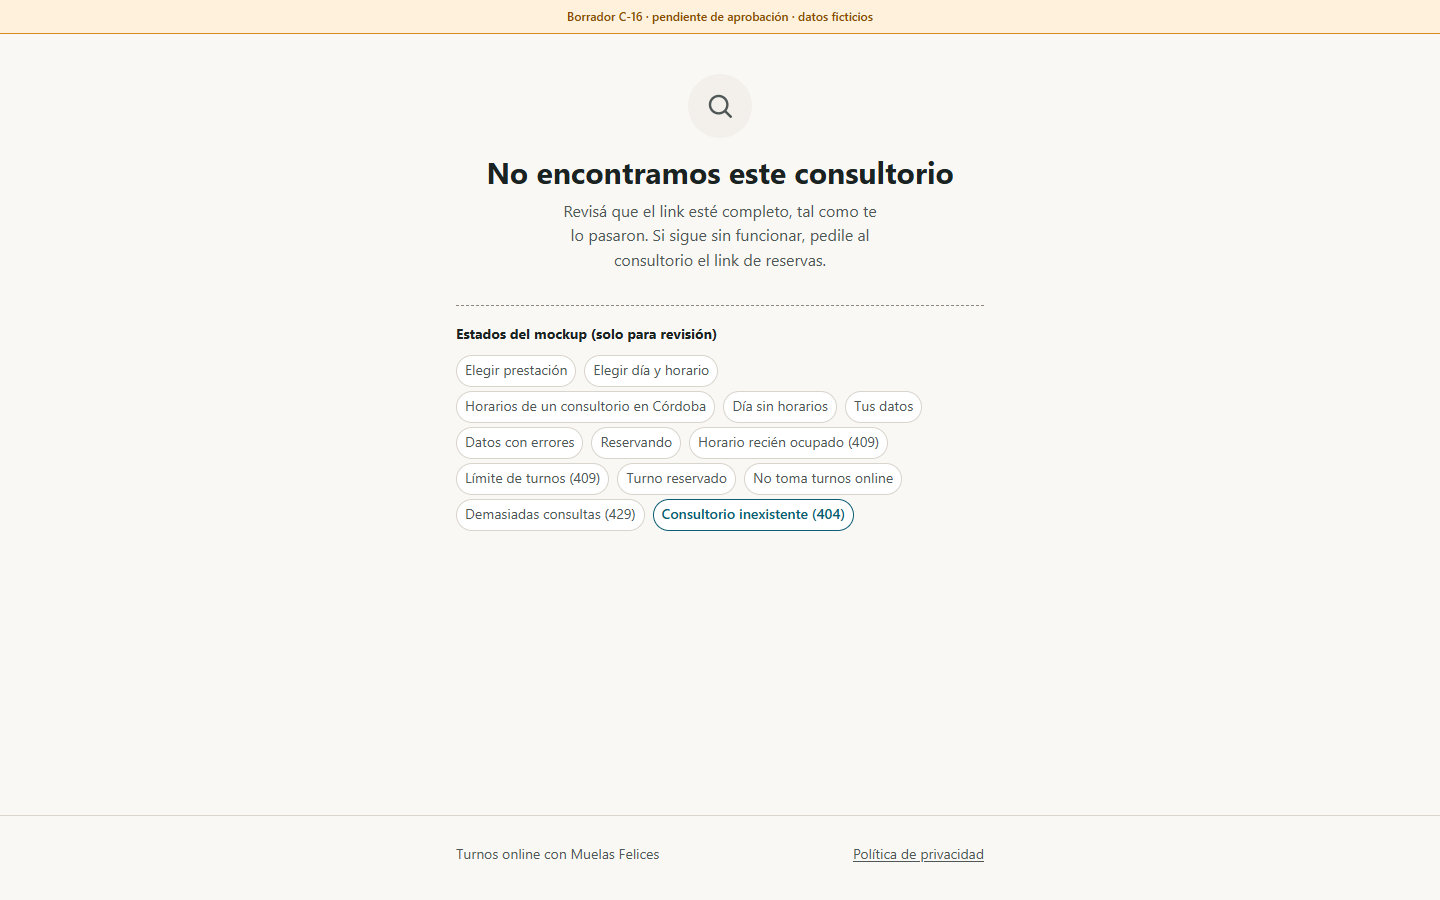 Borrador C-16 · pendiente de aprobación · datos ficticios
No encontramos este consultorio
Revisá que el link esté completo, tal como te
lo pasaron. Si sigue sin funcionar, pedile al
consultorio el link de reservas.
Estados del mockup (solo para revisión)
Elegir prestación Elegir día y horario
Horarios de un consultorio en Córdoba Día sin horarios Tus datos
Datos con errores Reservando Horario recién ocupado (409)
Límite de turnos (409) Turno reservado No toma turnos online
Demasiadas consultas (429) Consultorio inexistente (404)
Turnos online con Muelas Felices Política de privacidad